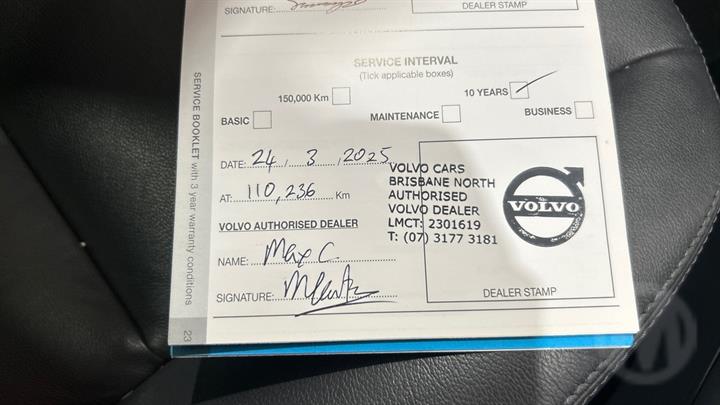 SIGNATURE:
DEALER STAMP
SERVICE INTERVAL
(Tick applicable boxes)
150,000 Km
10 YEARS
BASIC
MAINTENANCE
BUSINESS
DATE: 24 / 3 / 2025
AT: 110,236 Km
VOLVO AUTHORISED DEALER
NAME: Max C.
SIGNATURE:
VOLVO CARS
BRISBANE NORTH
AUTHORISED
VOLVO DEALER
LMCT: 2301619
T: (07) 3177 3181
VOLVO
DEALER STAMP
SERVICE BOOKLET with 3 year warranty conditions
23